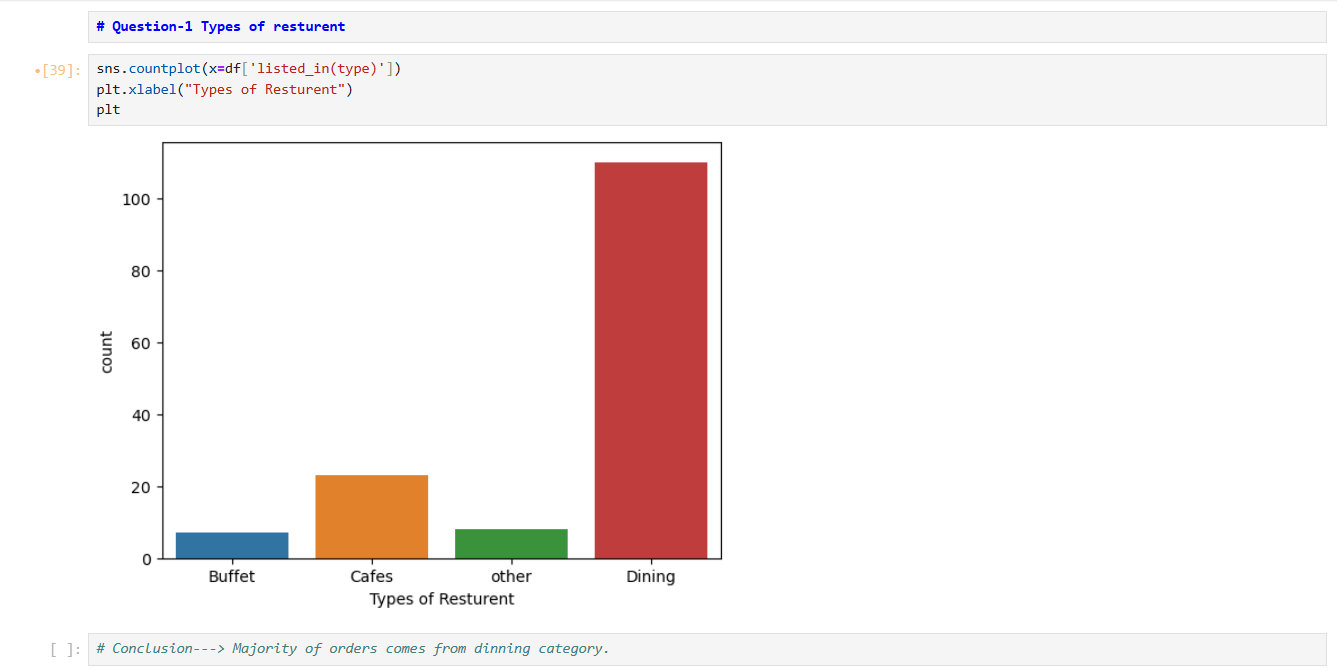 # Question-1 Types of resturent
•[39]:
sns.countplot(x=df['listed_in(type)'])
plt.xlabel("Types of Resturent")
plt
100
80
60
40
20
0
count
Buffet Cafes other Dining
Types of Resturent
[ ]:
# Conclusion---> Majority of orders comes from dinning category.